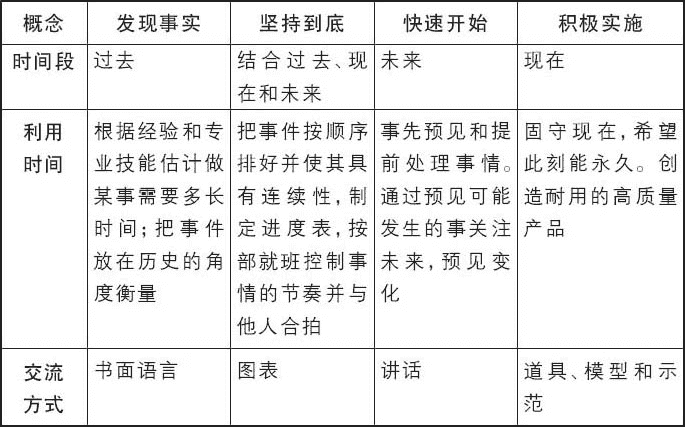 概念 发现事实 坚持到底 快速开始 积极实施
时间段 过去 结合过去、现 未来 现在
在和未来
利用 根据经验和专 把事件按顺序 事先预见和提 固守现在，希望
时间 业技能估计做 排好并使其具 前处理事情。 此刻能永久。创
某事需要多长 有连续性，制 通过预见可能 造耐用的高质量
时间；把事件 定进度表，按 发生的事关注 产品
放在历史的角 部就班控制事 未来，预见变
度衡量 情的节奏并与 化
他人合拍
交流 书面语言 图表 讲话 道具、模型和示
方式 范